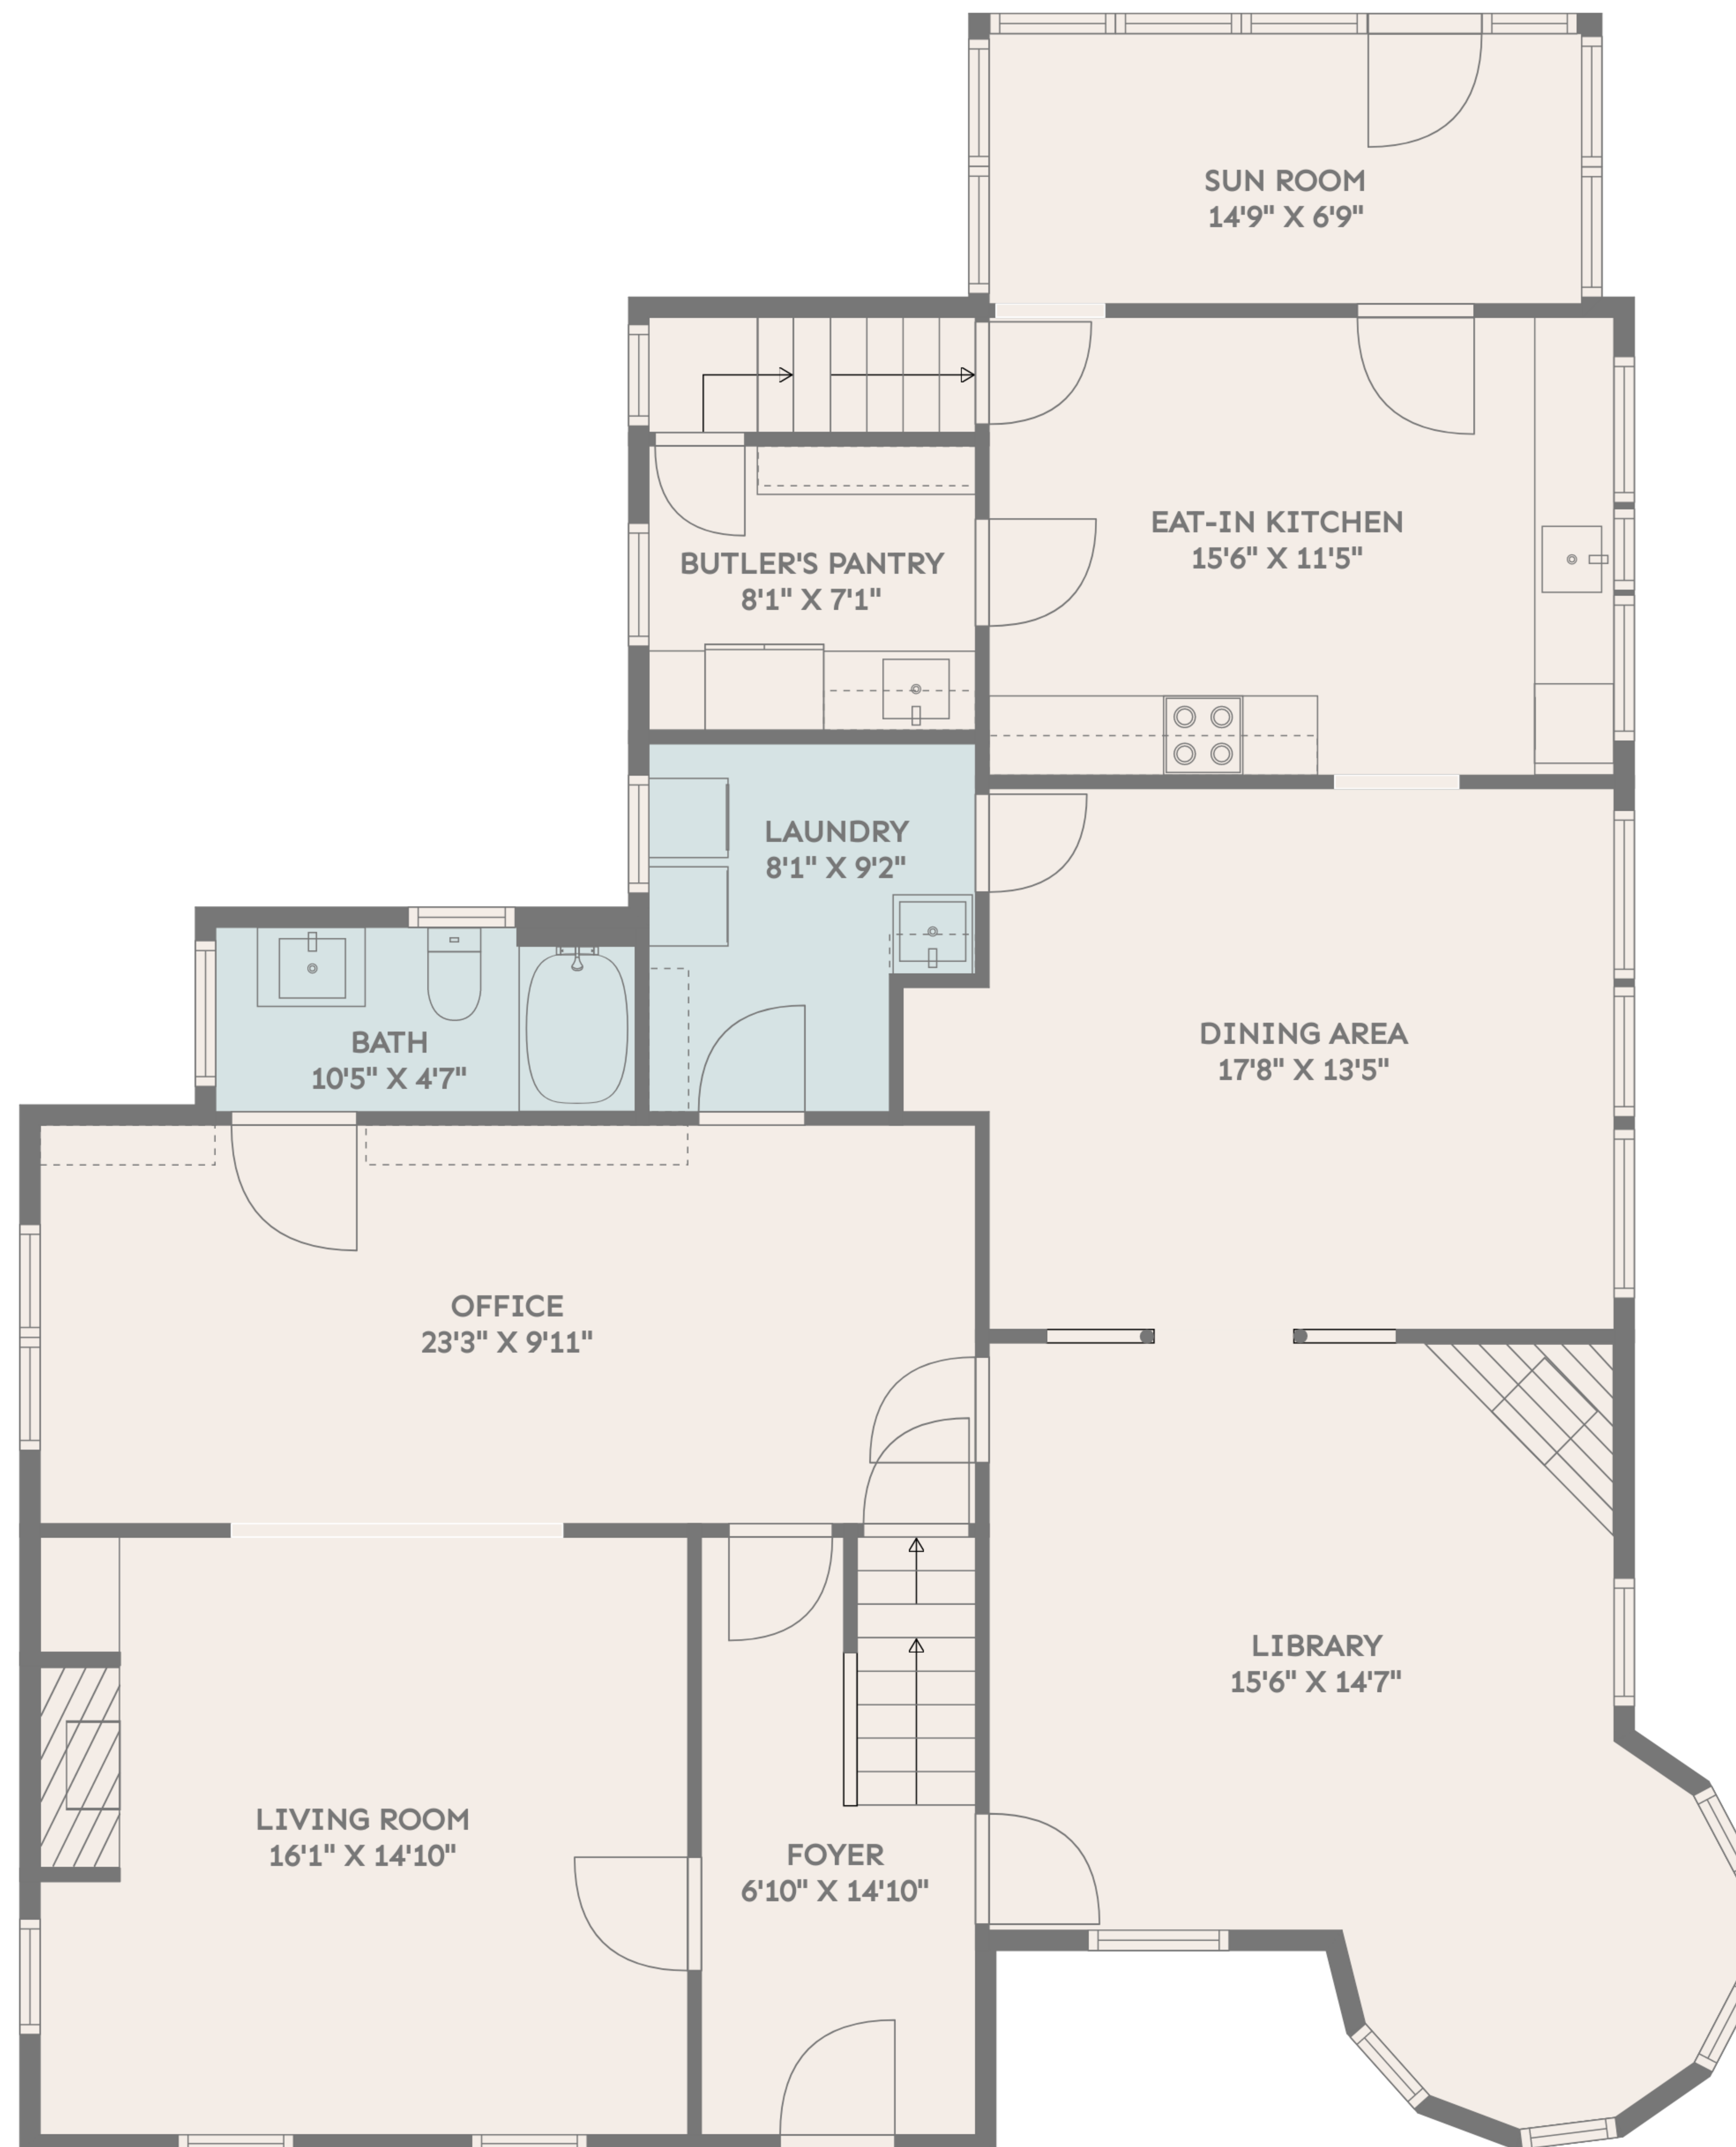 SUN ROOM
14'9" X 6'9"
EAT-IN KITCHEN
15'6" X 11'5"
BUTLER'S PANTRY
8'1" X 7'1"
LAUNDRY
8'1" X 9'2"
BATH
10'5" X 4'7"
DINING AREA
17'8" X 13'5"
OFFICE
23'3" X 9'11"
LIBRARY
15'6" X 14'7"
LIVING ROOM
16'1" X 14'10"
FOYER
6'10" X 14'10"